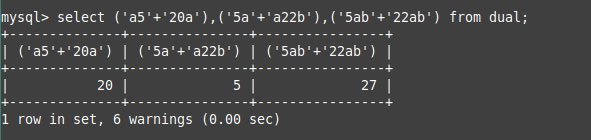 mysql> select ('a5'+'20a'),('5a'+'a22b'),('5ab'+'22ab') from dual;
+--------------+---------------+----------------+
| ('a5'+'20a') | ('5a'+'a22b') | ('5ab'+'22ab') |
+--------------+---------------+----------------+
|           20 |             5 |             27 |
+--------------+---------------+----------------+
1 row in set, 6 warnings (0.00 sec)